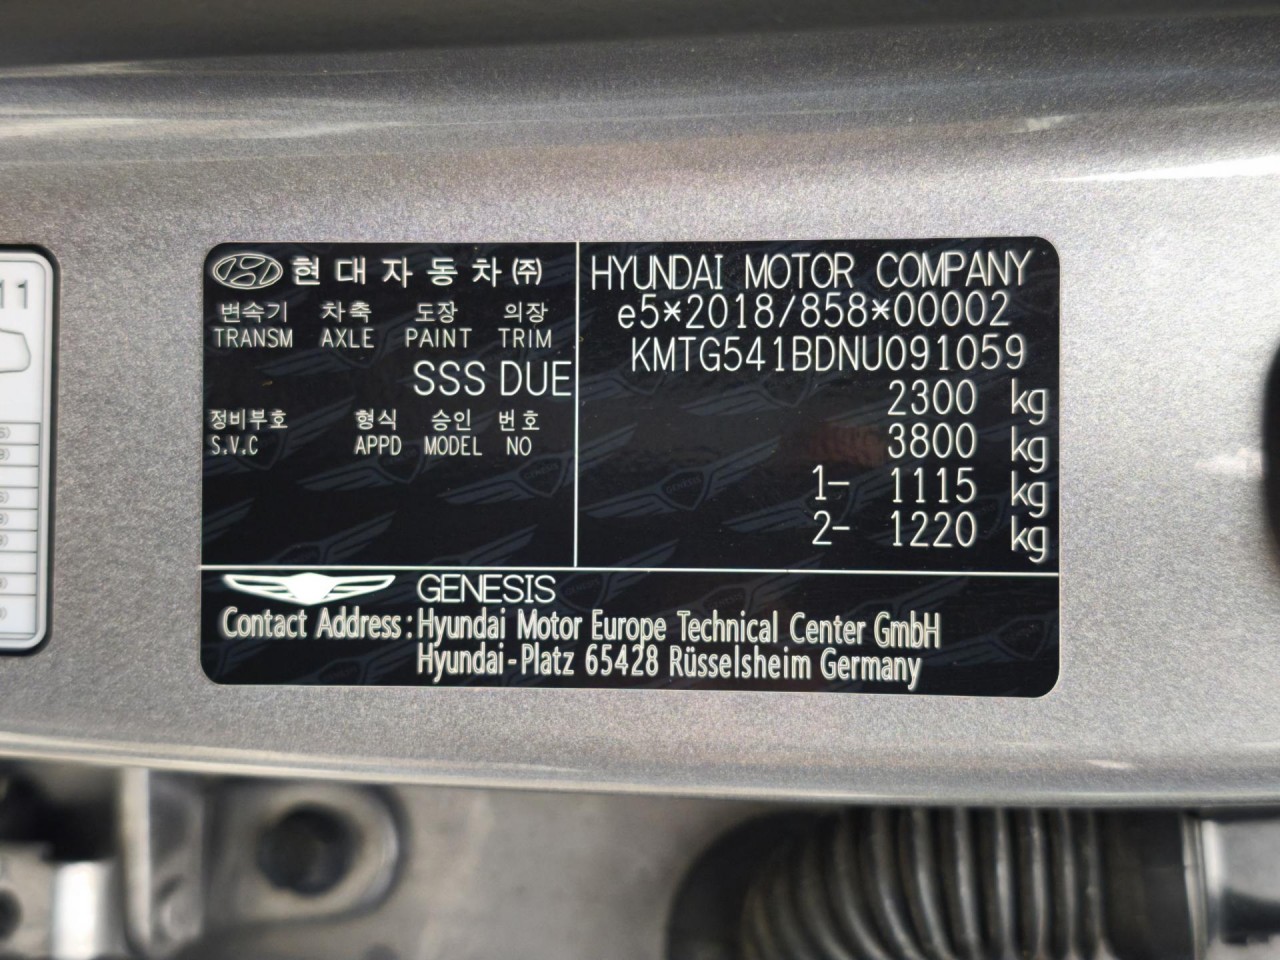 현대자동차㈜
변속기 차축 도장 의장
TRANSM AXLE PAINT TRIM
SSS DUE
정비부호 형식 승인 번호
S.V.C APPD MODEL NO
HYUNDAI MOTOR COMPANY
e5*2018/858*00002
KMTG541BDNU091059
2300 kg
3800 kg
1- 1115 kg
2- 1220 kg
GENESIS
Contact Address : Hyundai Motor Europe Technical Center GmbH
Hyundai-Platz 65428 Rüsselsheim Germany
11